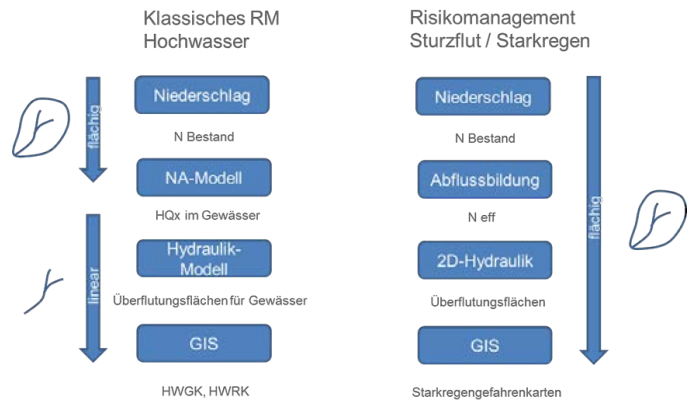 Klassisches RM
Hochwasser
Niederschlag
N Bestand
flächig
NA-Modell
HQx im Gewässer
Hydraulik-
Modell
linear
Überflutungsflächen für Gewässer
GIS
HWGK, HWRK
Risikomanagement
Sturzflut / Starkregen
Niederschlag
N Bestand
Abflussbildung
N eff
flächig
2D-Hydraulik
Überflutungsflächen
GIS
Starkregengefahrenkarten